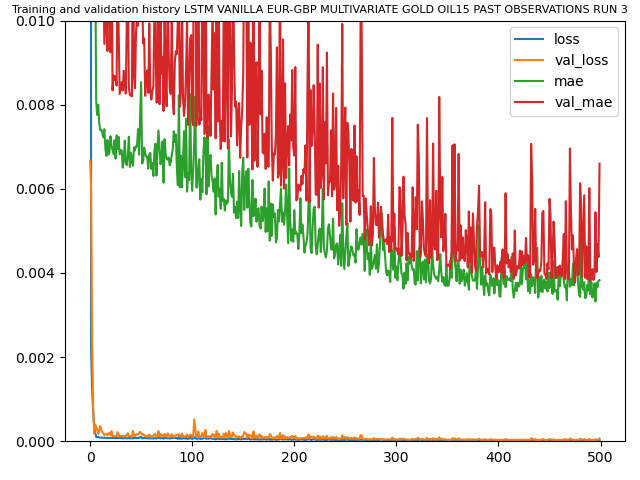 Training and validation history LSTM VANILLA EUR-GBP MULTIVARIATE GOLD OIL15 PAST OBSERVATIONS RUN 3
0.010
0.008
0.006
0.004
0.002
0.000
0 100 200 300 400 500
loss
val_loss
mae
val_mae